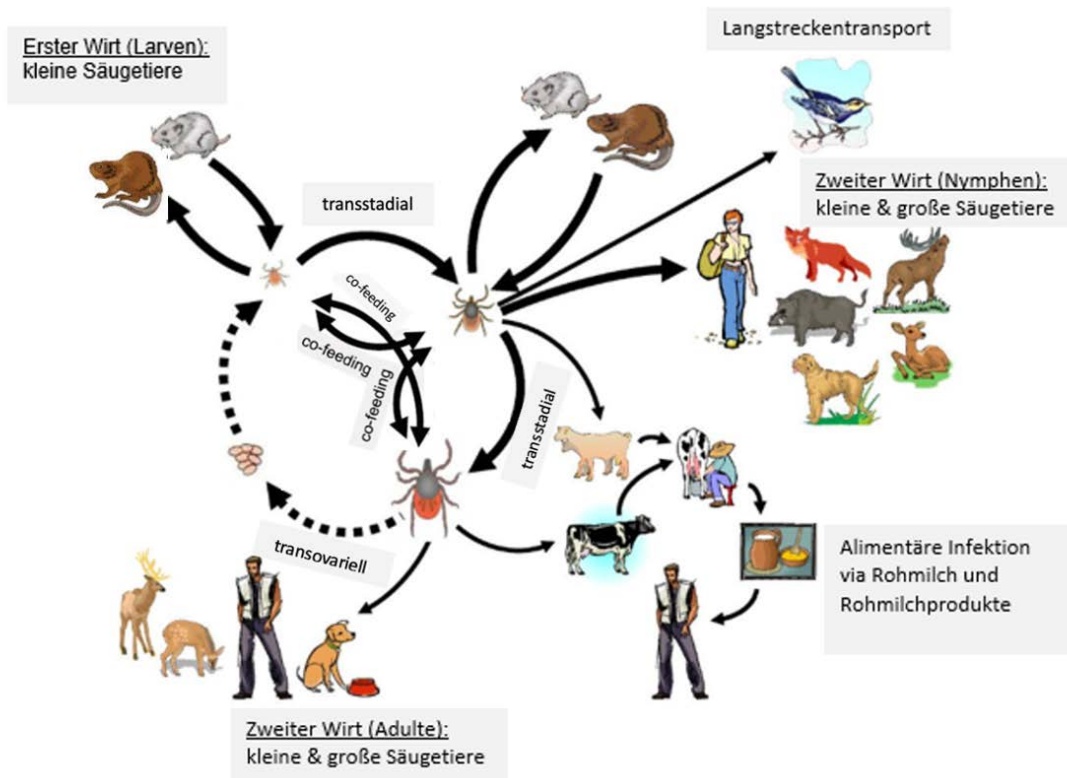 Erster Wirt (Larven):
kleine Säugetiere
Langstreckentransport
Zweiter Wirt (Nymphen):
kleine & große Säugetiere
transstadial
co-feeding
co-feeding
co-feeding
transstadial
transovariell
Alimentäre Infektion
via Rohmilch und
Rohmilchprodukte
Zweiter Wirt (Adulte):
kleine & große Säugetiere